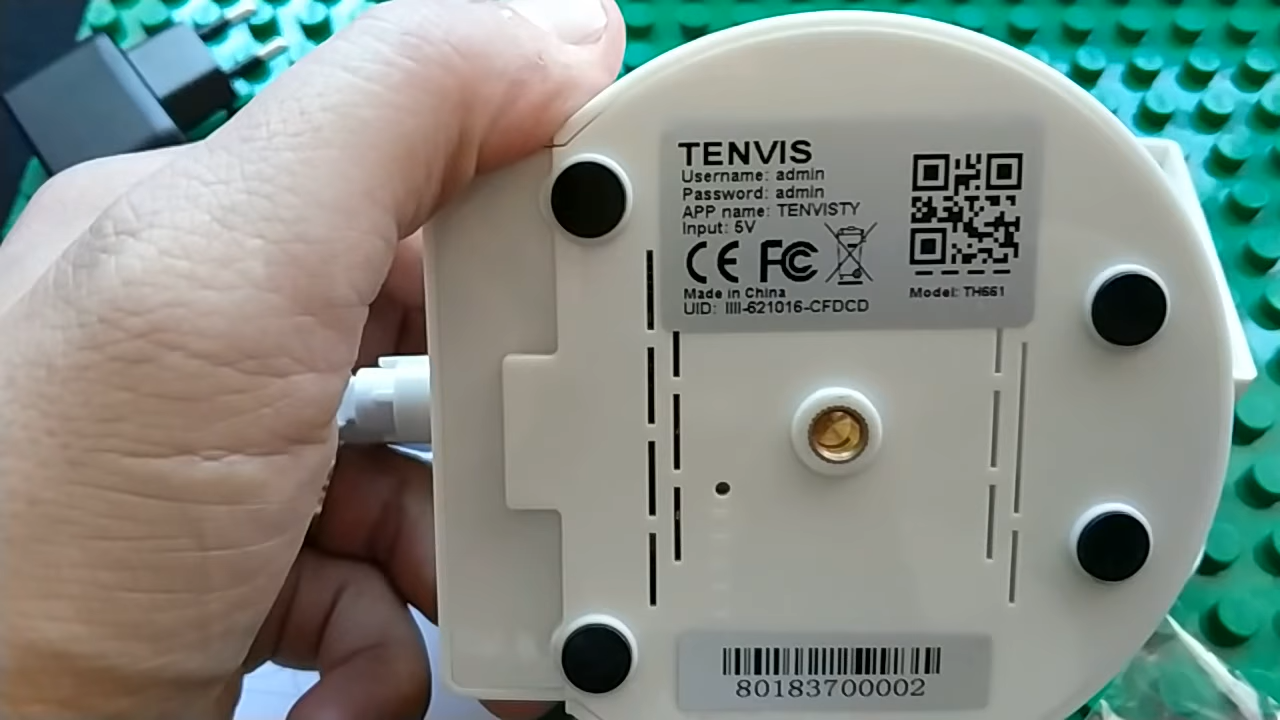 TENVIS
Username: admin
Password: admin
APP name: TENVISTY
Input: 5V
CE FC
Made in China
Model: TH661
UID: IIII-621016-CFDCD
80183700002